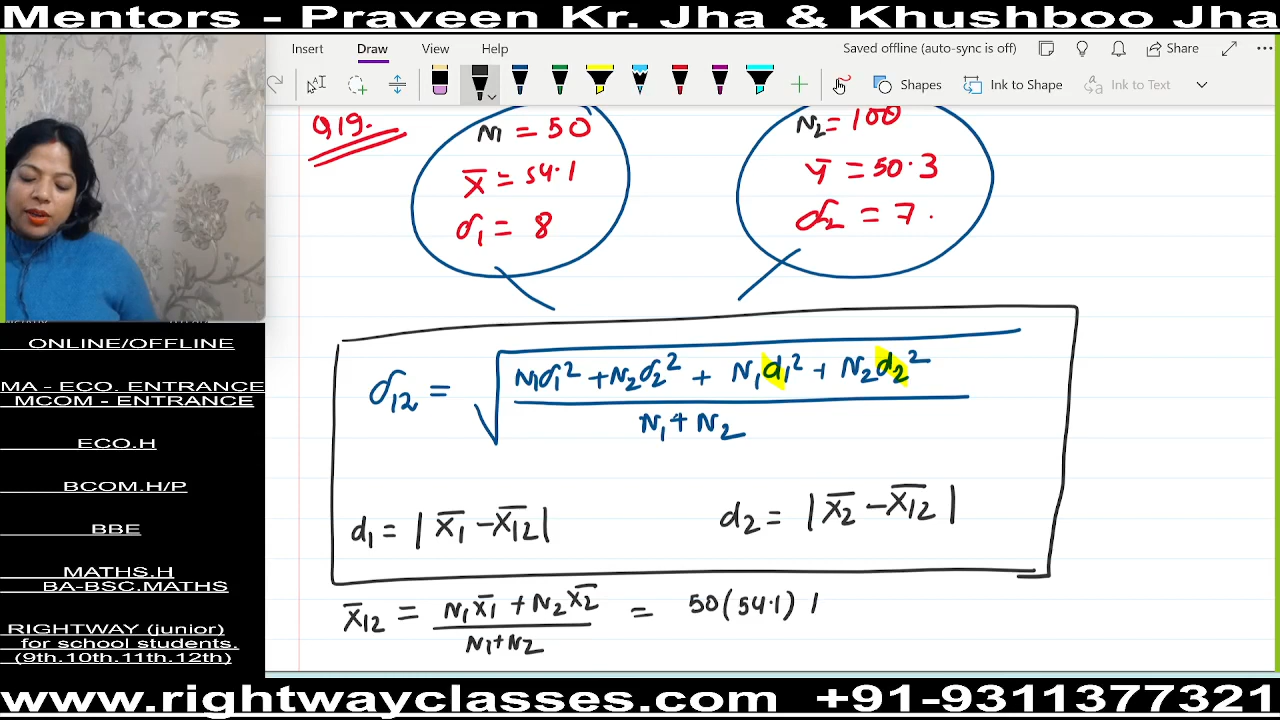 Mentors - Praveen Kr. Jha & Khushboo Jha
Insert Draw View Help Saved offline (auto-sync is off) Share
Shapes Ink to Shape Ink to Text
Q19.
N1 = 50
X̄ = 54.1
σ1 = 8
N2 = 100
Ȳ = 50.3
σ2 = 7.
σ12 = √ N1σ1² + N2σ2² + N1d1² + N2d2²
N1 + N2
d1 = | X̄1 - X̄12 | d2 = | X̄2 - X̄12 |
X̄12 = N1X̄1 + N2X̄2 = 50(54.1)
N1+N2
ONLINE/OFFLINE
MA - ECO. ENTRANCE
MCOM - ENTRANCE
ECO.H
BCOM.H/P
BBE
MATHS.H
BA-BSC.MATHS
RIGHTWAY (junior)
for school students.
(9th.10th.11th.12th)
www.rightwayclasses.com +91-9311377321